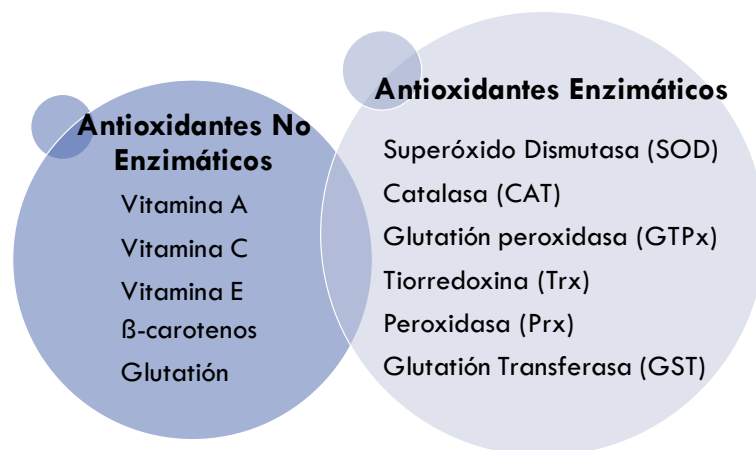 Antioxidantes No
Enzimáticos
Vitamina A
Vitamina C
Vitamina E
ß-carotenos
Glutatión
Antioxidantes Enzimáticos
Superóxido Dismutasa (SOD)
Catalasa (CAT)
Glutatión peroxidasa (GTPx)
Tiorredoxina (Trx)
Peroxidasa (Prx)
Glutatión Transferasa (GST)